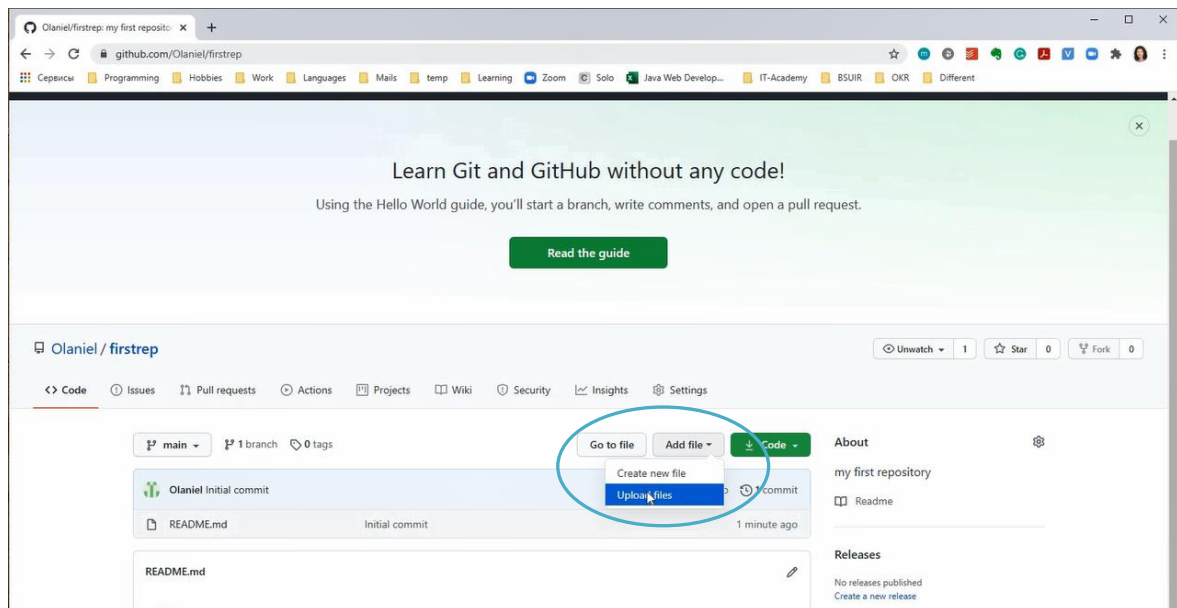 Olaniel/firstrep: my first reposito
github.com/Olaniel/firstrep
Сервисы Programming Hobbies Work Languages Mails temp Learning Zoom Solo Java Web Develop... IT-Academy BSUIR OKR Different
Learn Git and GitHub without any code!
Using the Hello World guide, you'll start a branch, write comments, and open a pull request.
Read the guide
Olaniel / firstrep
Unwatch 1 Star 0 Fork 0
<> Code Issues Pull requests Actions Projects Wiki Security Insights Settings
main 1 branch 0 tags Go to file Add file Code
Create new file
Upload files
Olaniel Initial commit 1 commit
README.md Initial commit 1 minute ago
README.md
About
my first repository
Readme
Releases
No releases published
Create a new release